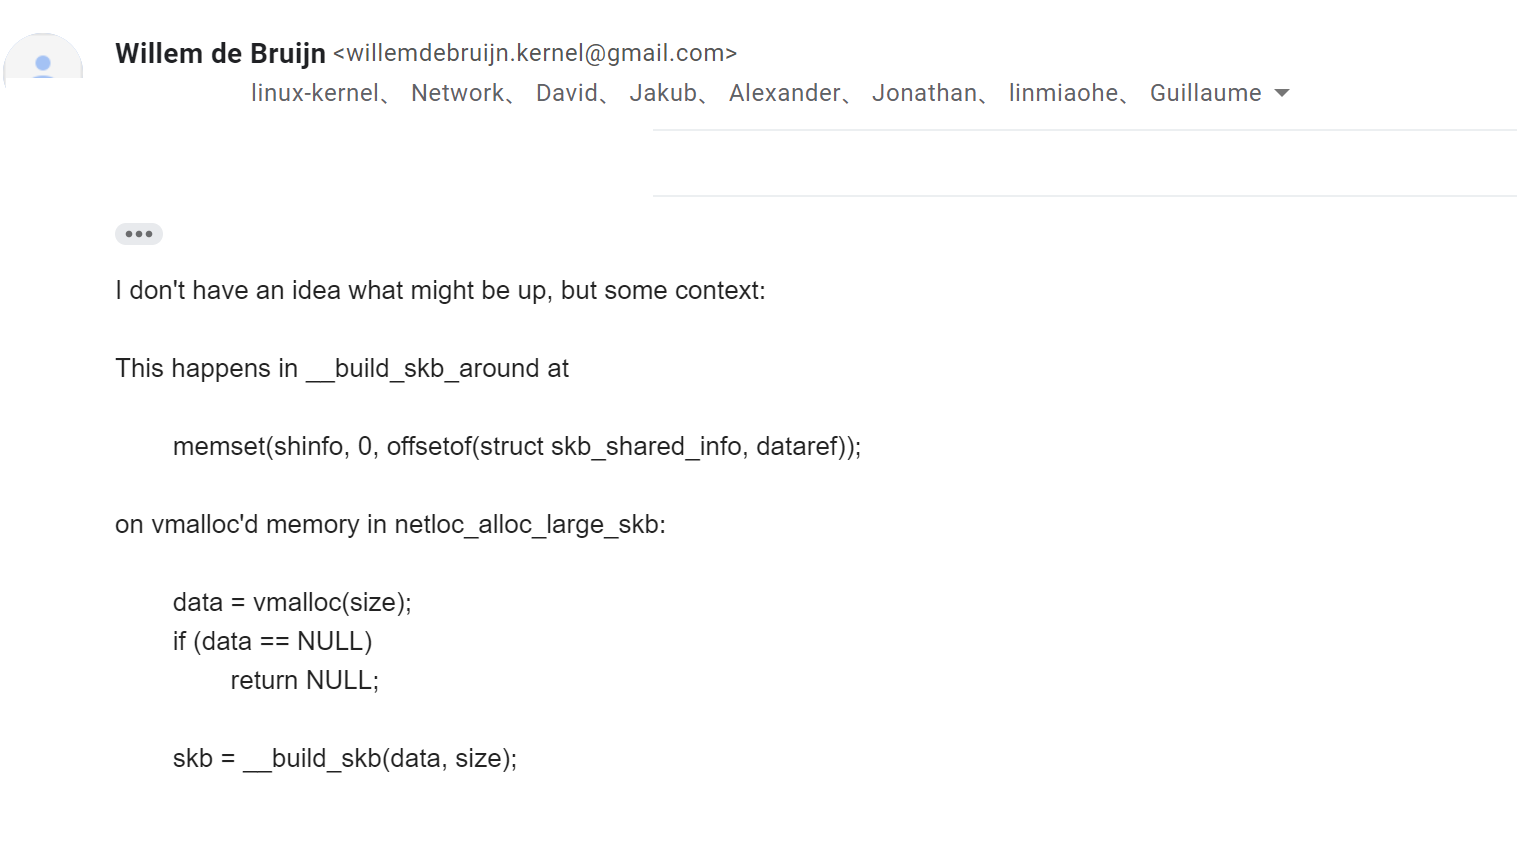 Willem de Bruijn <willemdebruijn.kernel@gmail.com>
linux-kernel、 Network、 David、 Jakub、 Alexander、 Jonathan、 linmiaohe、 Guillaume
I don't have an idea what might be up, but some context:
This happens in __build_skb_around at
memset(shinfo, 0, offsetof(struct skb_shared_info, dataref));
on vmalloc'd memory in netloc_alloc_large_skb:
data = vmalloc(size);
if (data == NULL)
return NULL;
skb = __build_skb(data, size);